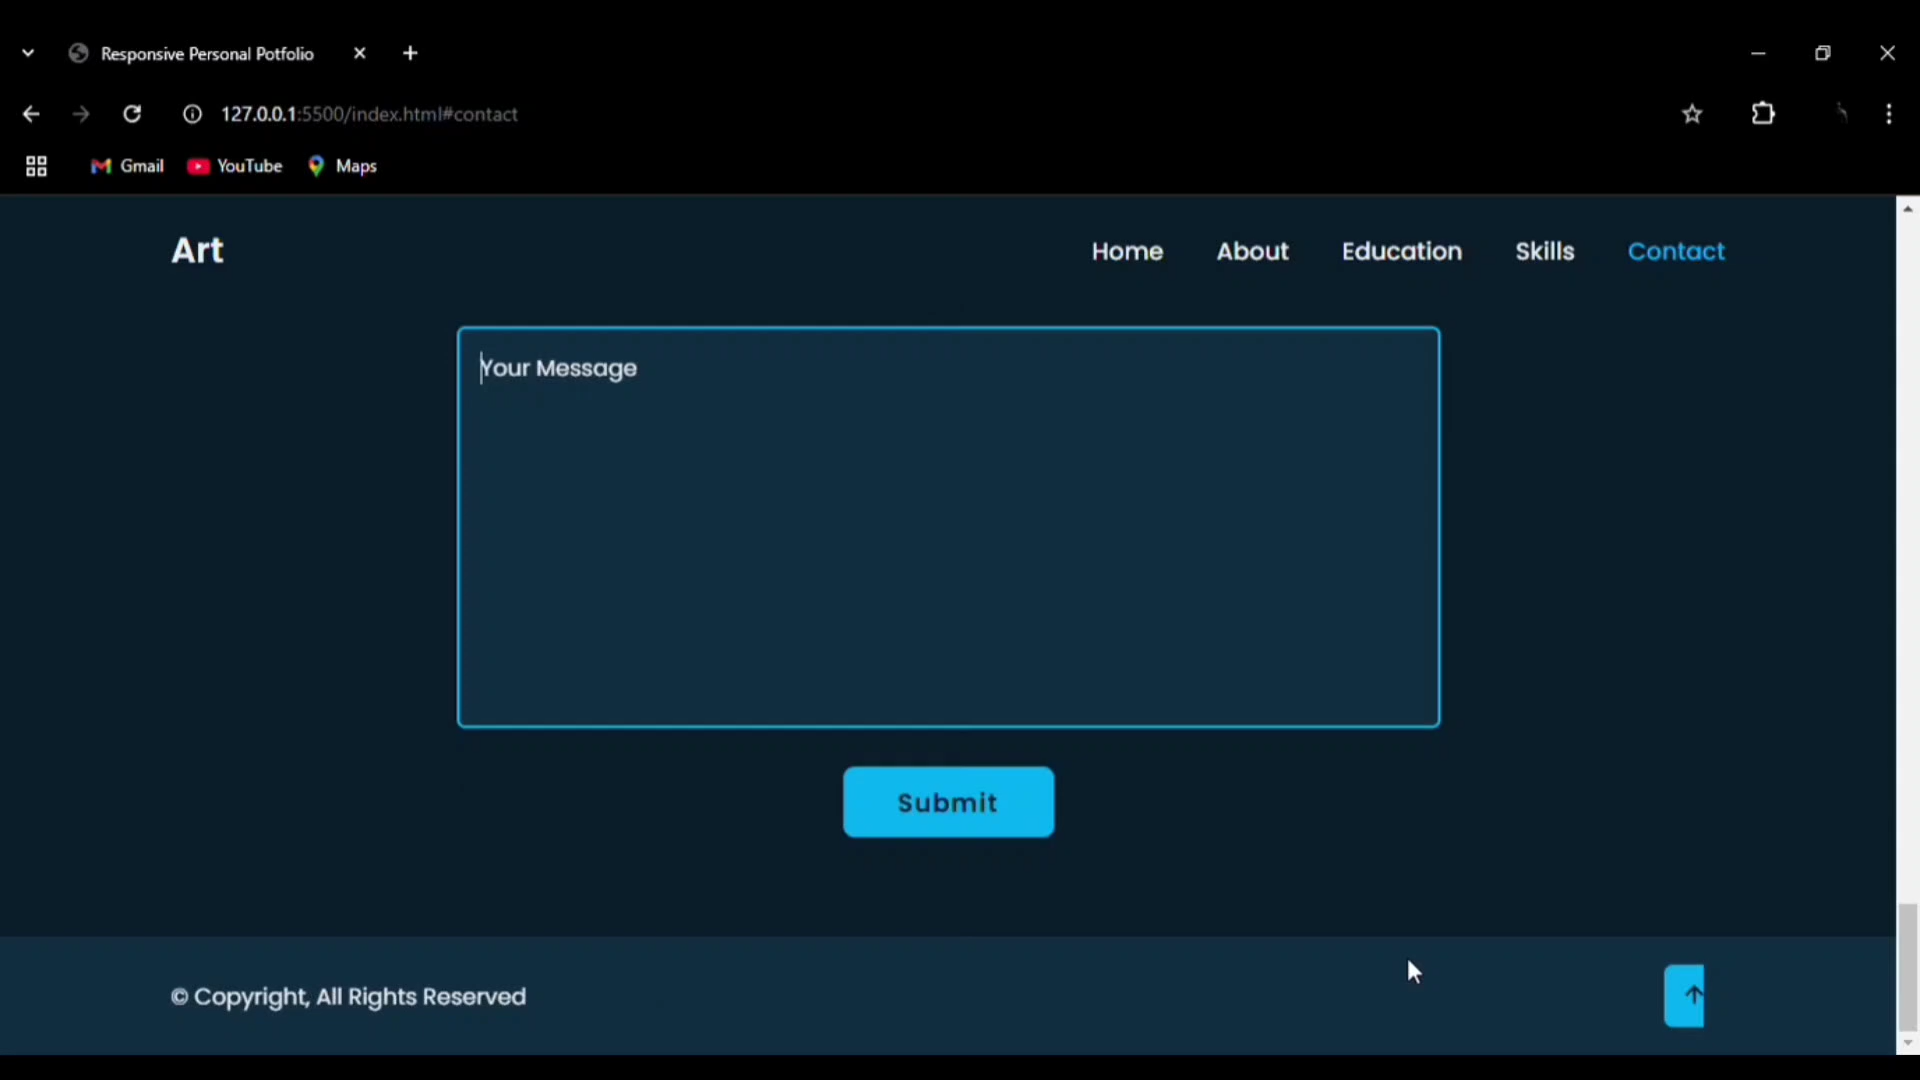 Responsive Personal Potfolio
127.0.0.1:5500/index.html#contact
Gmail YouTube Maps
Art Home About Education Skills Contact
Your Message
Submit
© Copyright, All Rights Reserved